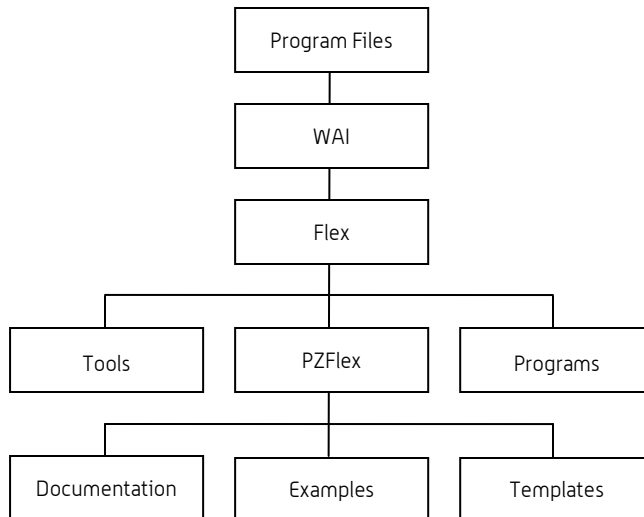 Program Files
WAI
Flex
Tools
PZFlex
Programs
Documentation
Examples
Templates